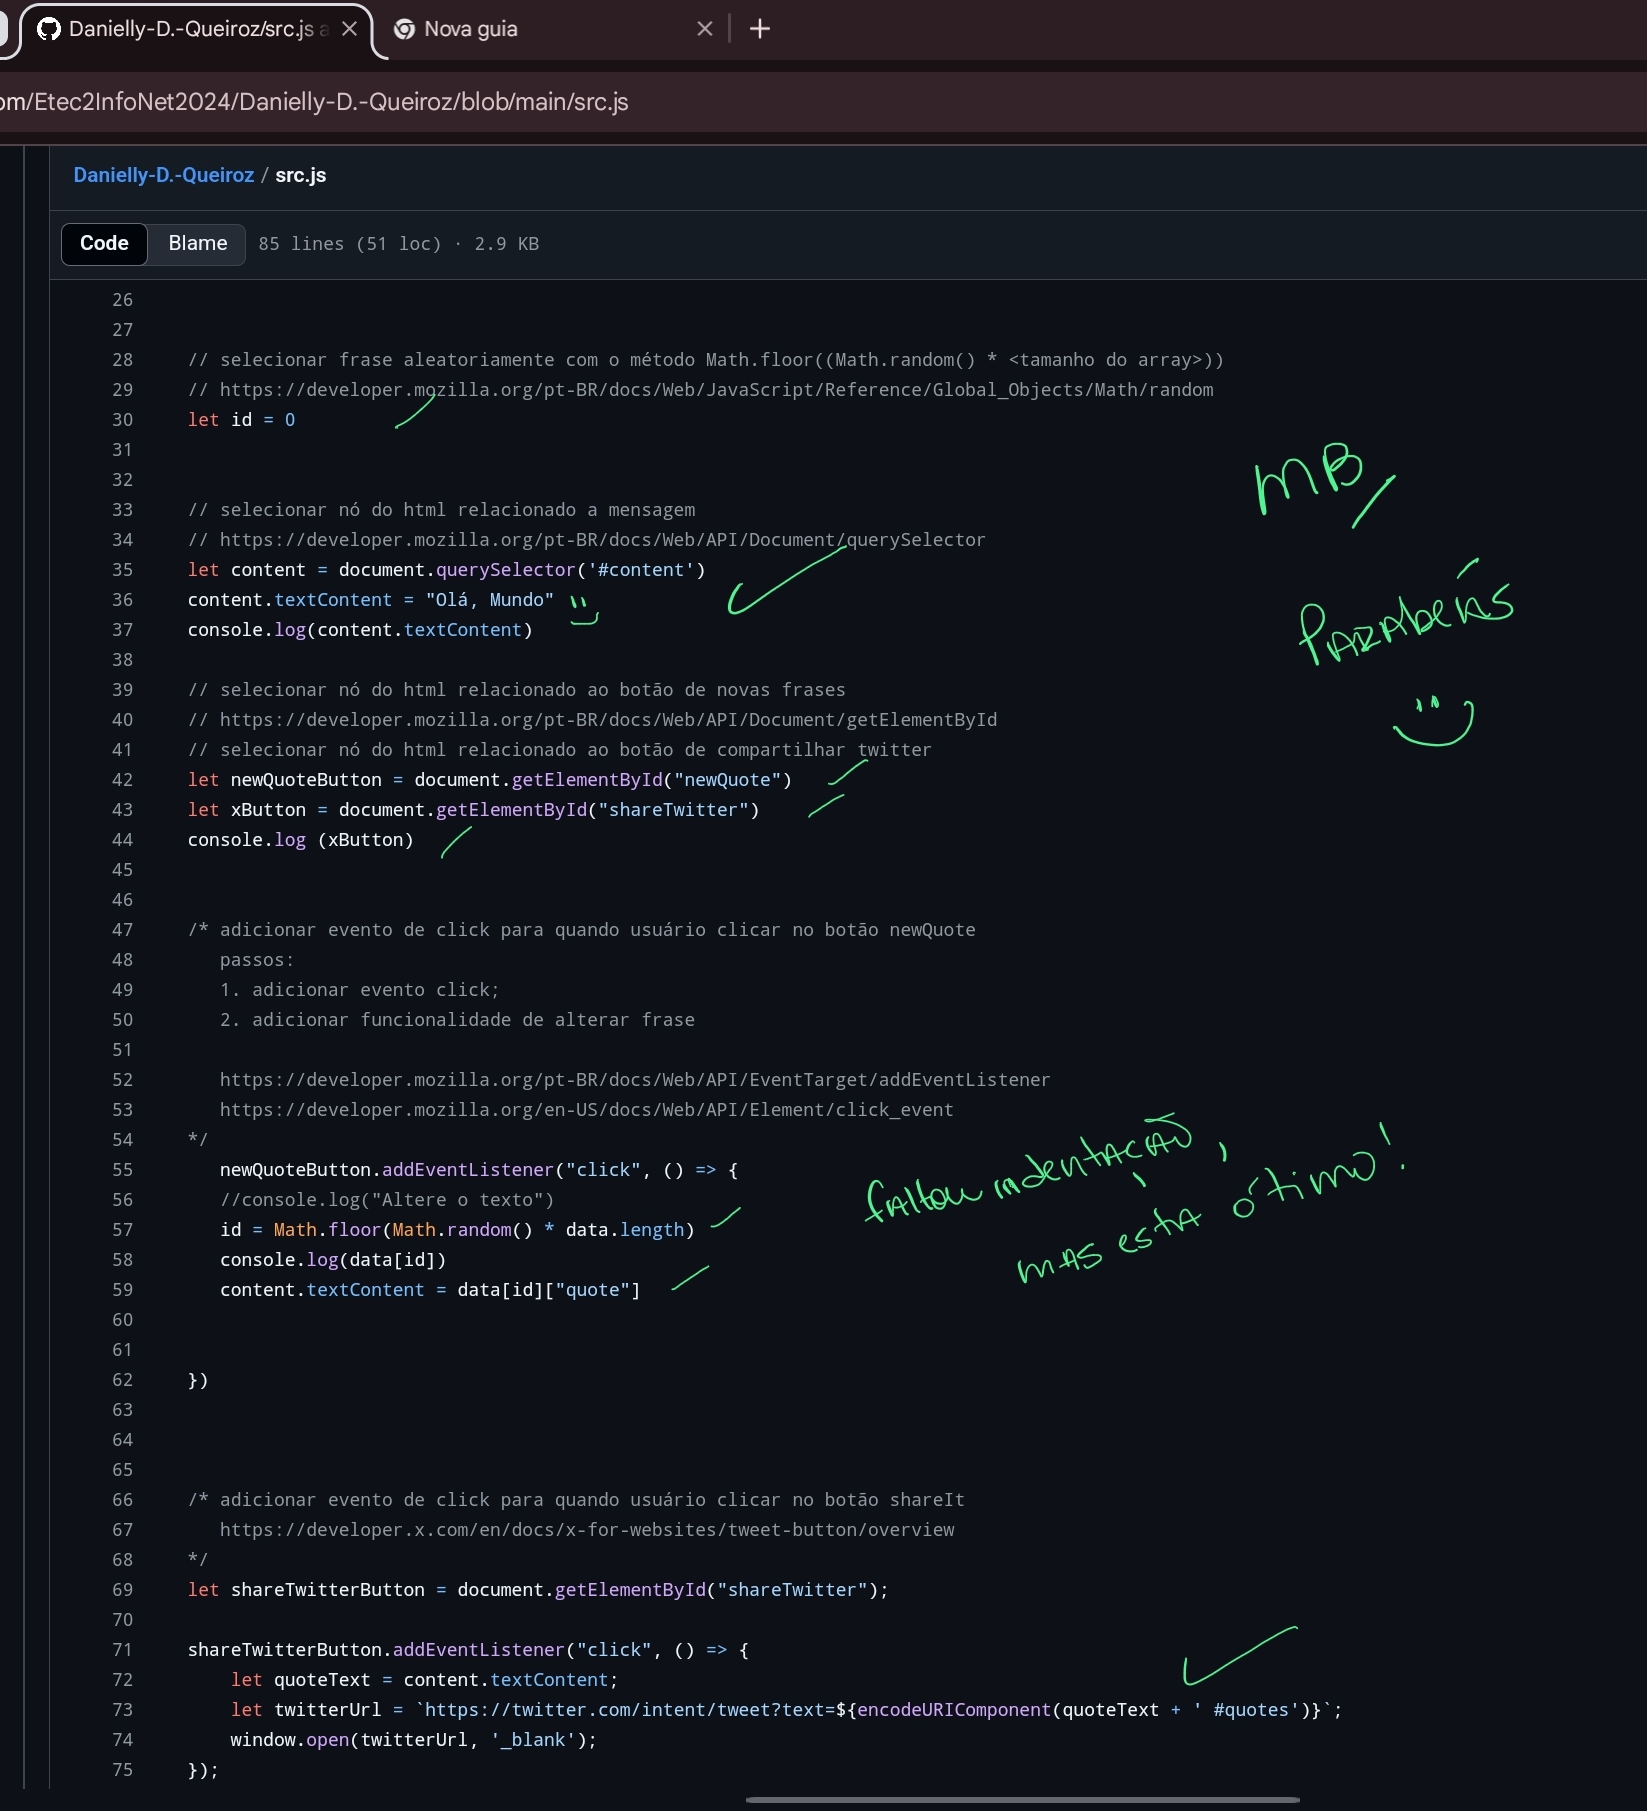 Danielly-D.-Queiroz/src.js a
Nova guia
om/Etec2InfoNet2024/Danielly-D.-Queiroz/blob/main/src.js
Danielly-D.-Queiroz / src.js
Code Blame 85 lines (51 loc) · 2.9 KB
26
27
28 // selecionar frase aleatoriamente com o método Math.floor((Math.random() * <tamanho do array>))
29 // https://developer.mozilla.org/pt-BR/docs/Web/JavaScript/Reference/Global_Objects/Math/random
30 let id = 0
31
MB
32
33 // selecionar nó do html relacionado a mensagem
34 // https://developer.mozilla.org/pt-BR/docs/Web/API/Document/querySelector
35 let content = document.querySelector('#content')
36 content.textContent = "Olá, Mundo"
Parabéns
37 console.log(content.textContent)
38
39 // selecionar nó do html relacionado ao botão de novas frases
40 // https://developer.mozilla.org/pt-BR/docs/Web/API/Document/getElementById
41 // selecionar nó do html relacionado ao botão de compartilhar twitter
42 let newQuoteButton = document.getElementById("newQuote")
43 let xButton = document.getElementById("shareTwitter")
44 console.log (xButton)
45
46
47 /* adicionar evento de click para quando usuário clicar no botão newQuote
48 passos:
49 1. adicionar evento click;
50 2. adicionar funcionalidade de alterar frase
51
52 https://developer.mozilla.org/pt-BR/docs/Web/API/EventTarget/addEventListener
53 https://developer.mozilla.org/en-US/docs/Web/API/Element/click_event
54 */
55 newQuoteButton.addEventListener("click", () => {
56 //console.log("Altere o texto")
faltou indentação,
57 id = Math.floor(Math.random() * data.length)
mas está ótimo!
58 console.log(data[id])
59 content.textContent = data[id]["quote"]
60
61
62 })
63
64
65
66 /* adicionar evento de click para quando usuário clicar no botão shareIt
67 https://developer.x.com/en/docs/x-for-websites/tweet-button/overview
68 */
69 let shareTwitterButton = document.getElementById("shareTwitter");
70
71 shareTwitterButton.addEventListener("click", () => {
72 let quoteText = content.textContent;
73 let twitterUrl = `https://twitter.com/intent/tweet?text=${encodeURIComponent(quoteText + ' #quotes')}`;
74 window.open(twitterUrl, '_blank');
75 });